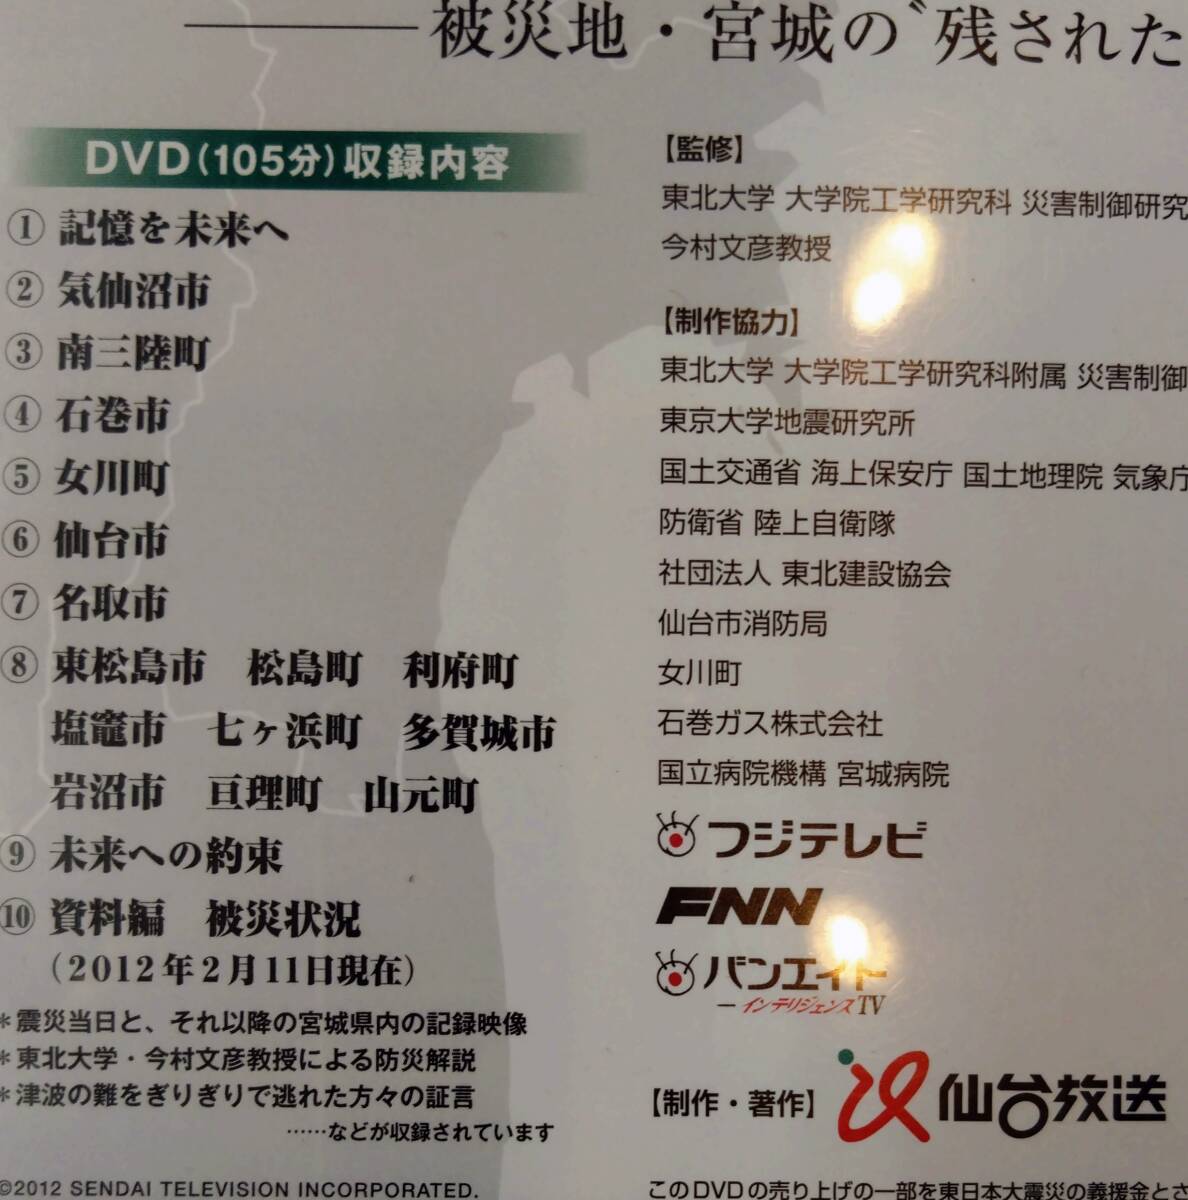 被災地・宮城の〝残された
DVD(105分)収録内容
① 記憶を未来へ
② 気仙沼市
③ 南三陸町
④ 石巻市
⑤ 女川町
⑥ 仙台市
⑦ 名取市
⑧ 東松島市　松島町　利府町
塩竈市　七ヶ浜町　多賀城市
岩沼市　亘理町　山元町
⑨ 未来への約束
⑩ 資料編　被災状況
(2012年2月11日現在)
*震災当日と、それ以降の宮城県内の記録映像
*東北大学・今村文彦教授による防災解説
*津波の難をぎりぎりで逃れた方々の証言
……などが収録されています
©2012 SENDAI TELEVISION INCORPORATED.
【監修】
東北大学 大学院工学研究科 災害制御研究
今村文彦教授
【制作協力】
東北大学 大学院工学研究科附属 災害制御
東京大学地震研究所
国土交通省 海上保安庁 国土地理院 気象庁
防衛省 陸上自衛隊
社団法人 東北建設協会
仙台市消防局
女川町
石巻ガス株式会社
国立病院機構 宮城病院
フジテレビ
FNN
バンエイト
インテリジェンスTV
【制作・著作】 仙台放送
このDVDの売り上げの一部を東日本大震災の義援金とさ